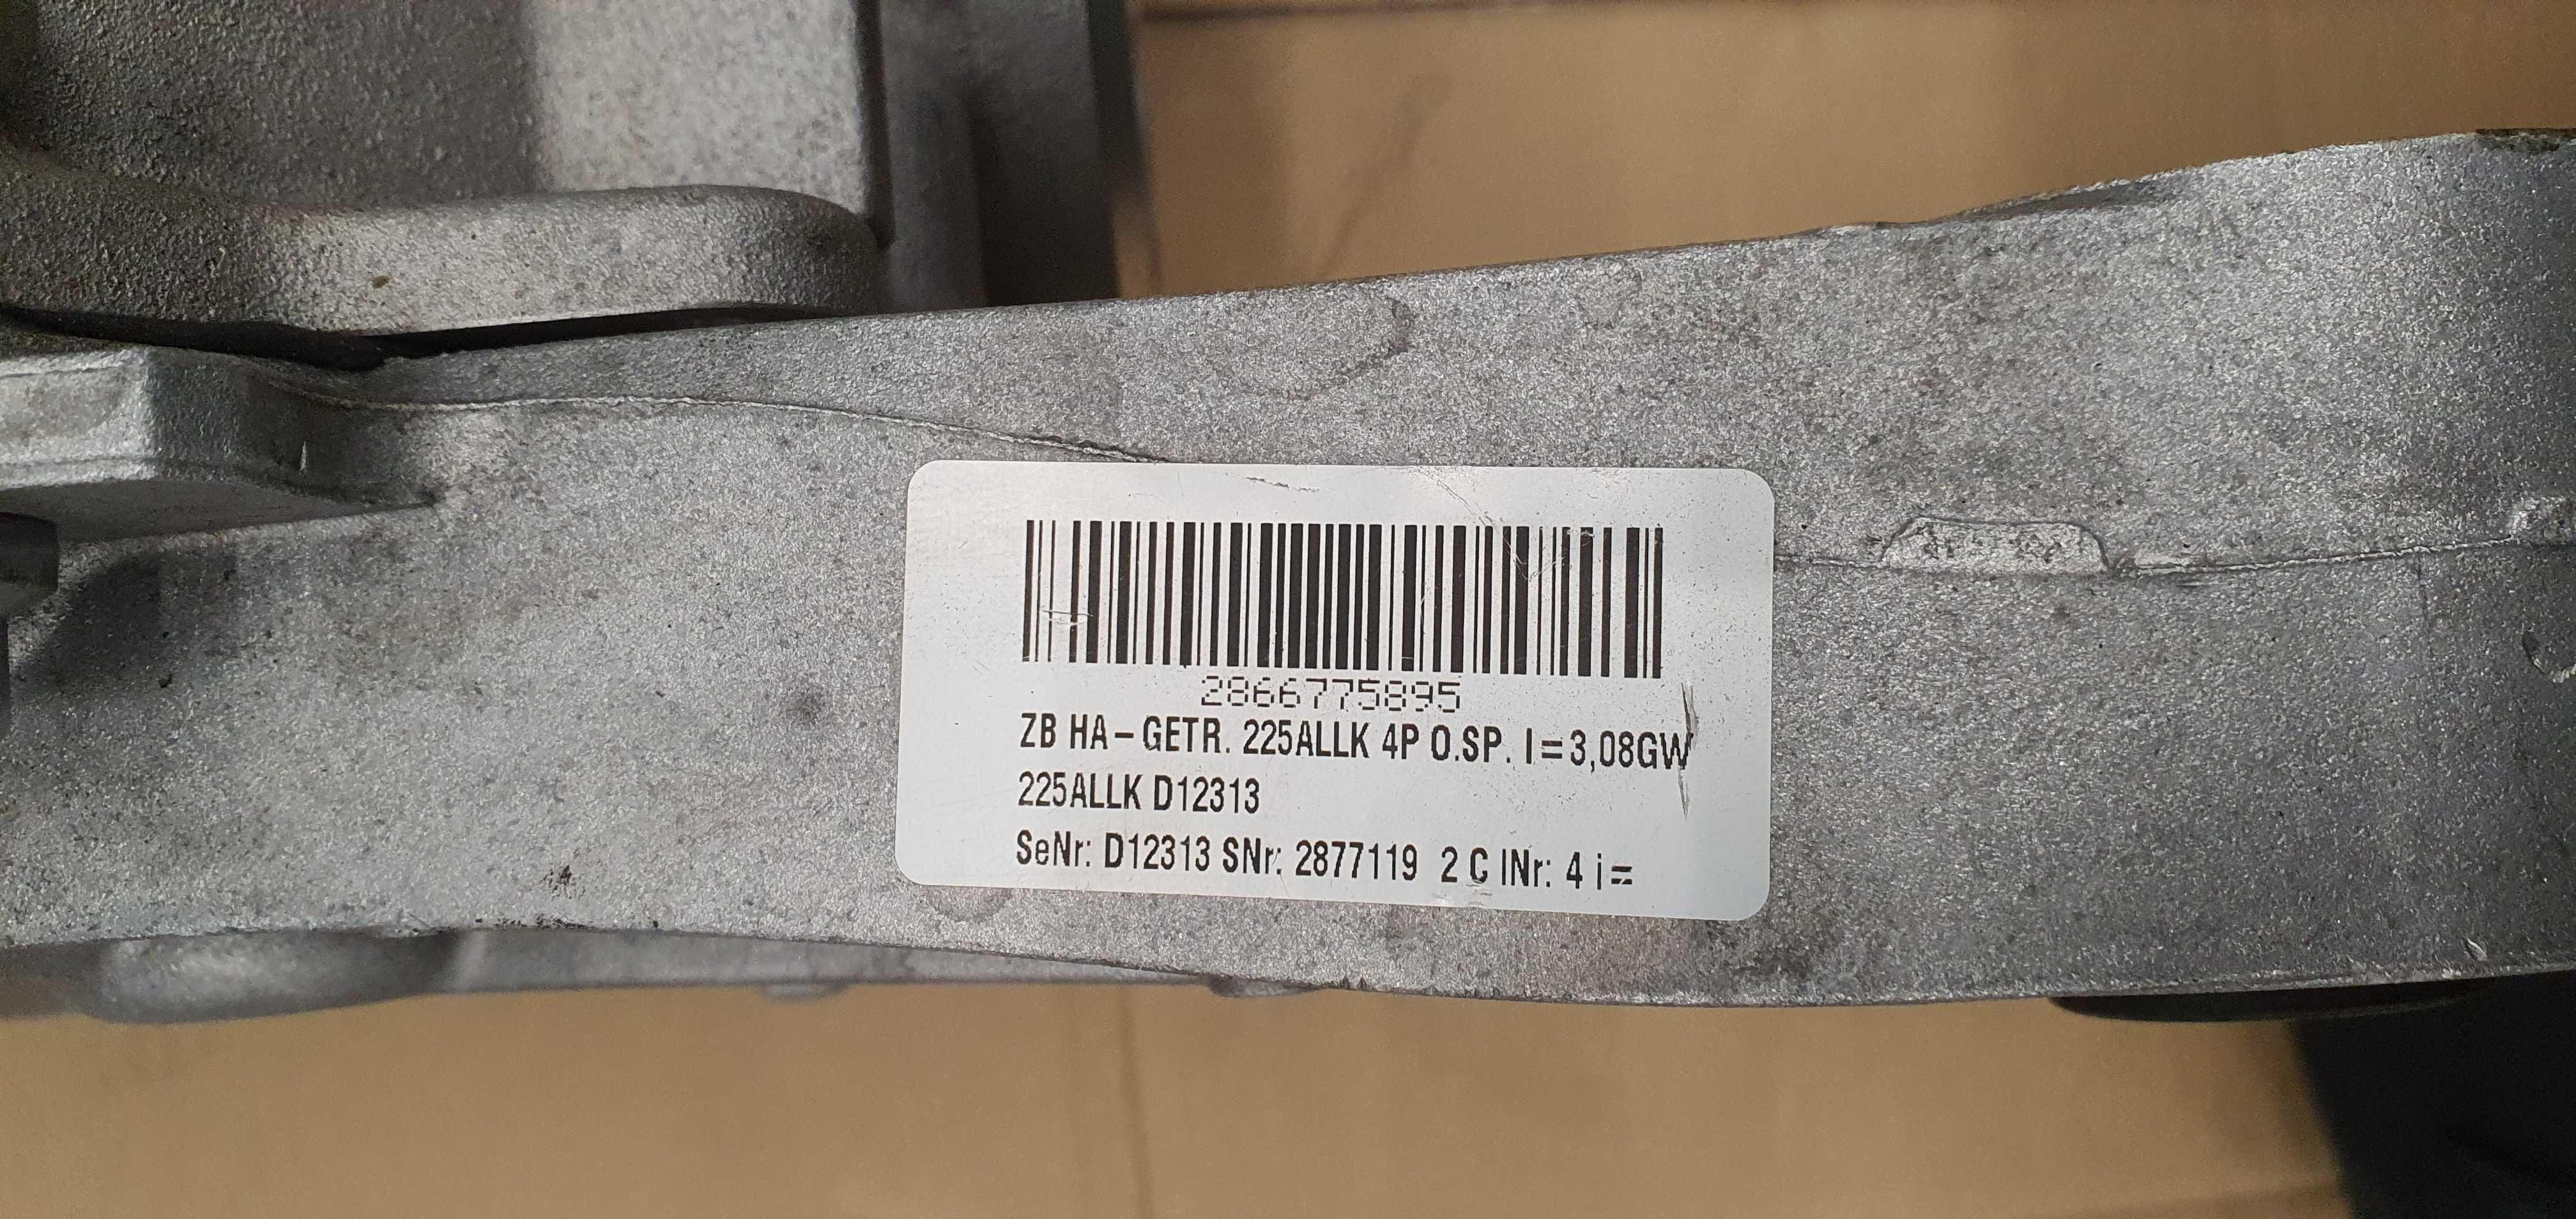 2866775895
ZB HA-GETR. 225ALLK 4P O.SP. I=3,08GW
225ALLK D12313
SeNr: D12313 SNr: 2877119 2 C INr: 4 i=